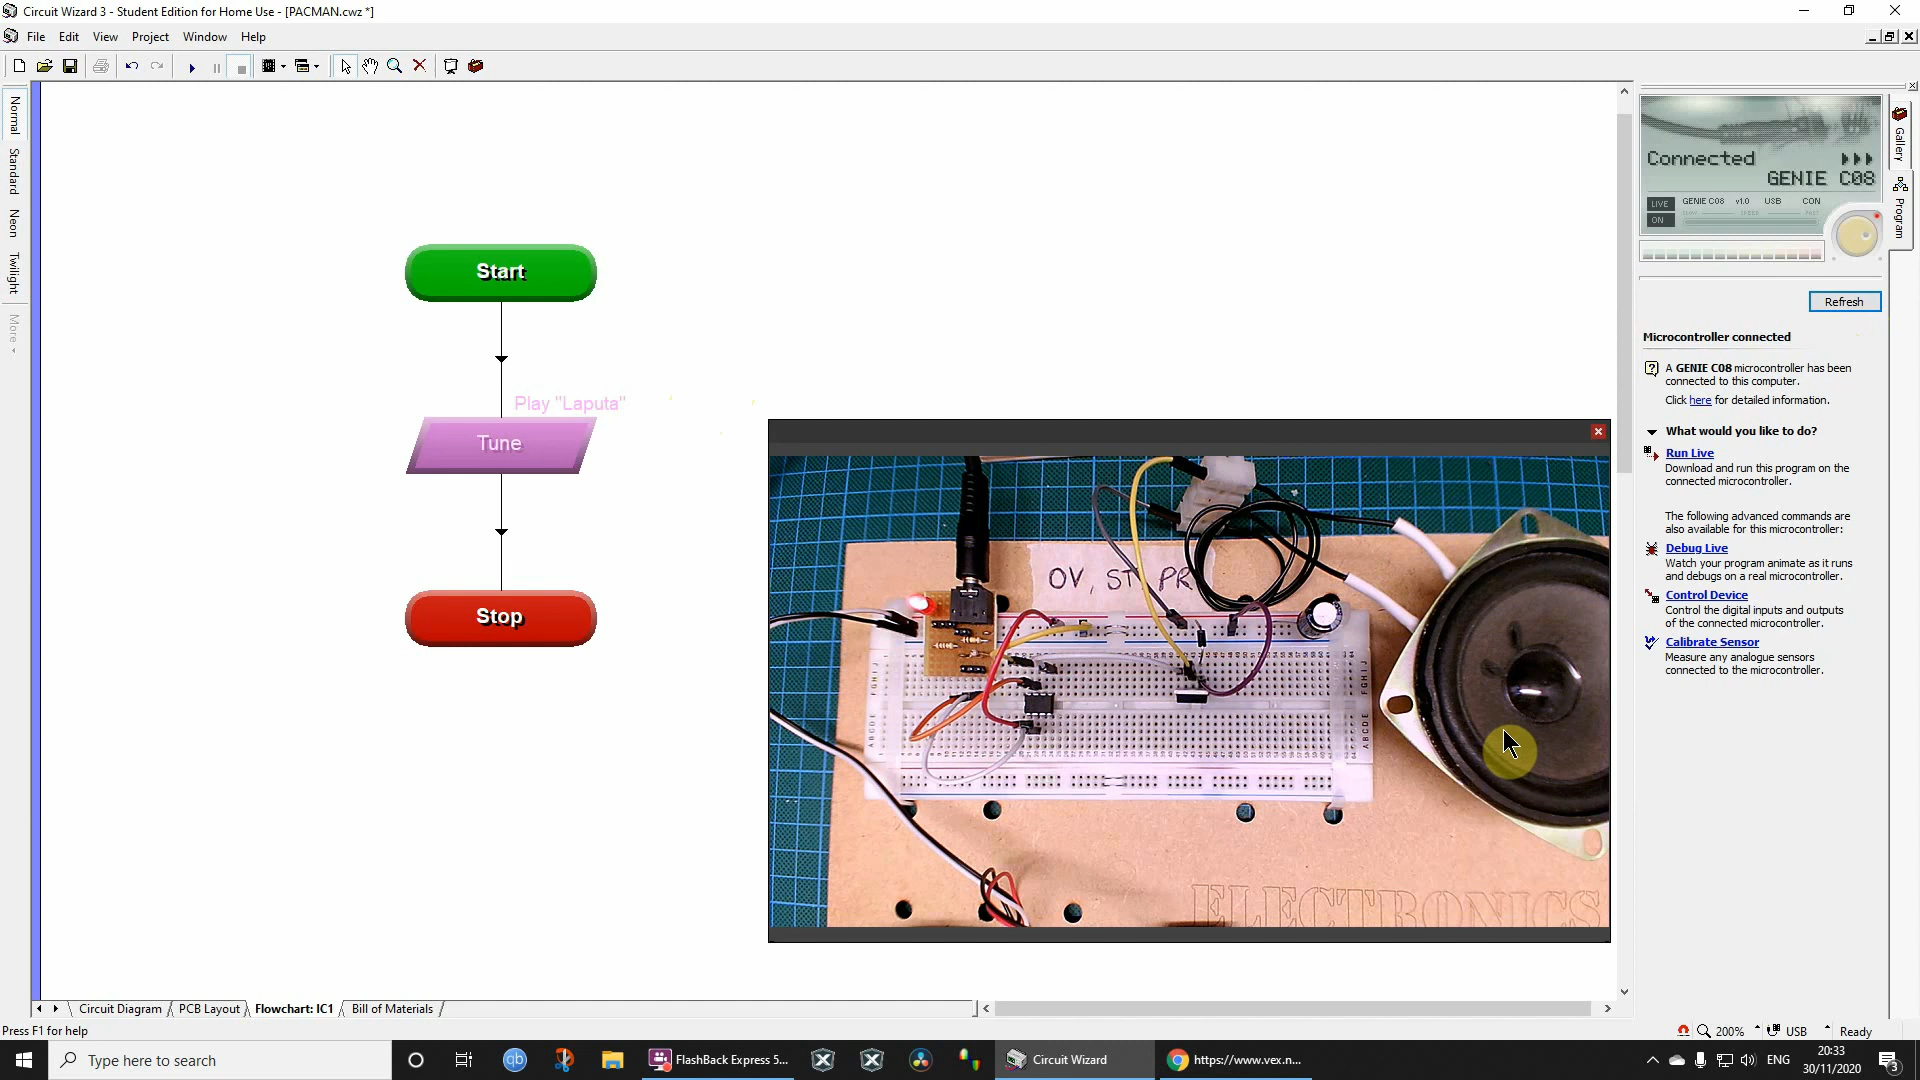 Circuit Wizard 3 - Student Edition for Home Use - [PACMAN.cwz *]
File Edit View Project Window Help
Normal
Standard
Neon
Twilight
More
Start
Play "Laputa"
Tune
Stop
OV, ST PR
ELECTRONICS
Connected
GENIE C08
LIVE GENIE C08 v1.0 USB CON
ON
Gallery
Program
Refresh
Microcontroller connected
A GENIE C08 microcontroller has been
connected to this computer.
Click here for detailed information.
What would you like to do?
Run Live
Download and run this program on the
connected microcontroller.
The following advanced commands are
also available for this microcontroller:
Debug Live
Watch your program animate as it runs
and debugs on a real microcontroller.
Control Device
Control the digital inputs and outputs
of the connected microcontroller.
Calibrate Sensor
Measure any analogue sensors
connected to the microcontroller.
Circuit Diagram PCB Layout Flowchart: IC1 Bill of Materials
Press F1 for help
200% USB Ready
Type here to search
qb
FlashBack Express 5...
Circuit Wizard
https://www.vex.n...
ENG
20:33
30/11/2020
3